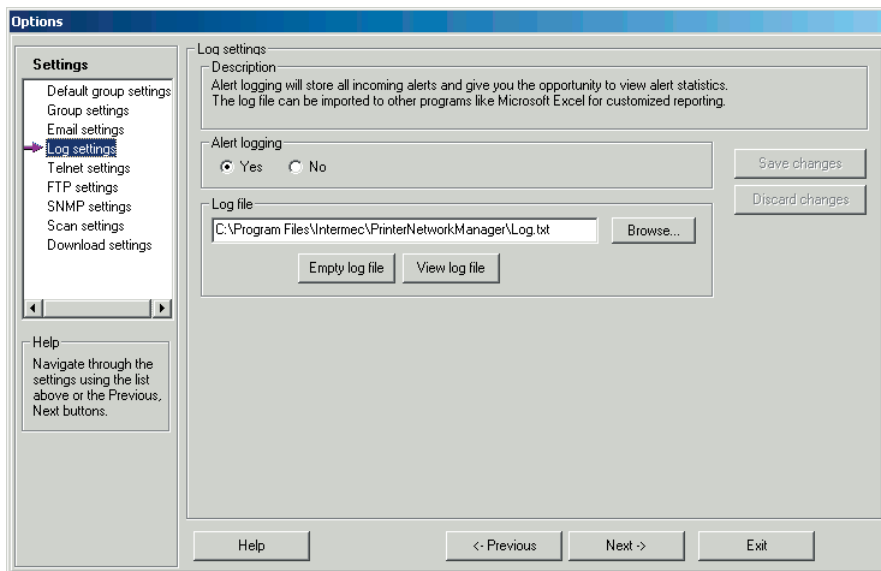 Options
Settings
Default group settings
Group settings
Email settings
Log settings
Telnet settings
FTP settings
SNMP settings
Scan settings
Download settings
Help
Navigate through the
settings using the list
above or the Previous,
Next buttons.
Log settings
Description
Alert logging will store all incoming alerts and give you the opportunity to view alert statistics.
The log file can be imported to other programs like Microsoft Excel for customized reporting.
Alert logging
Yes No
Save changes
Discard changes
Log file
C:\Program Files\Intermec\PrinterNetworkManager\Log.txt Browse...
Empty log file View log file
Help <- Previous Next -> Exit